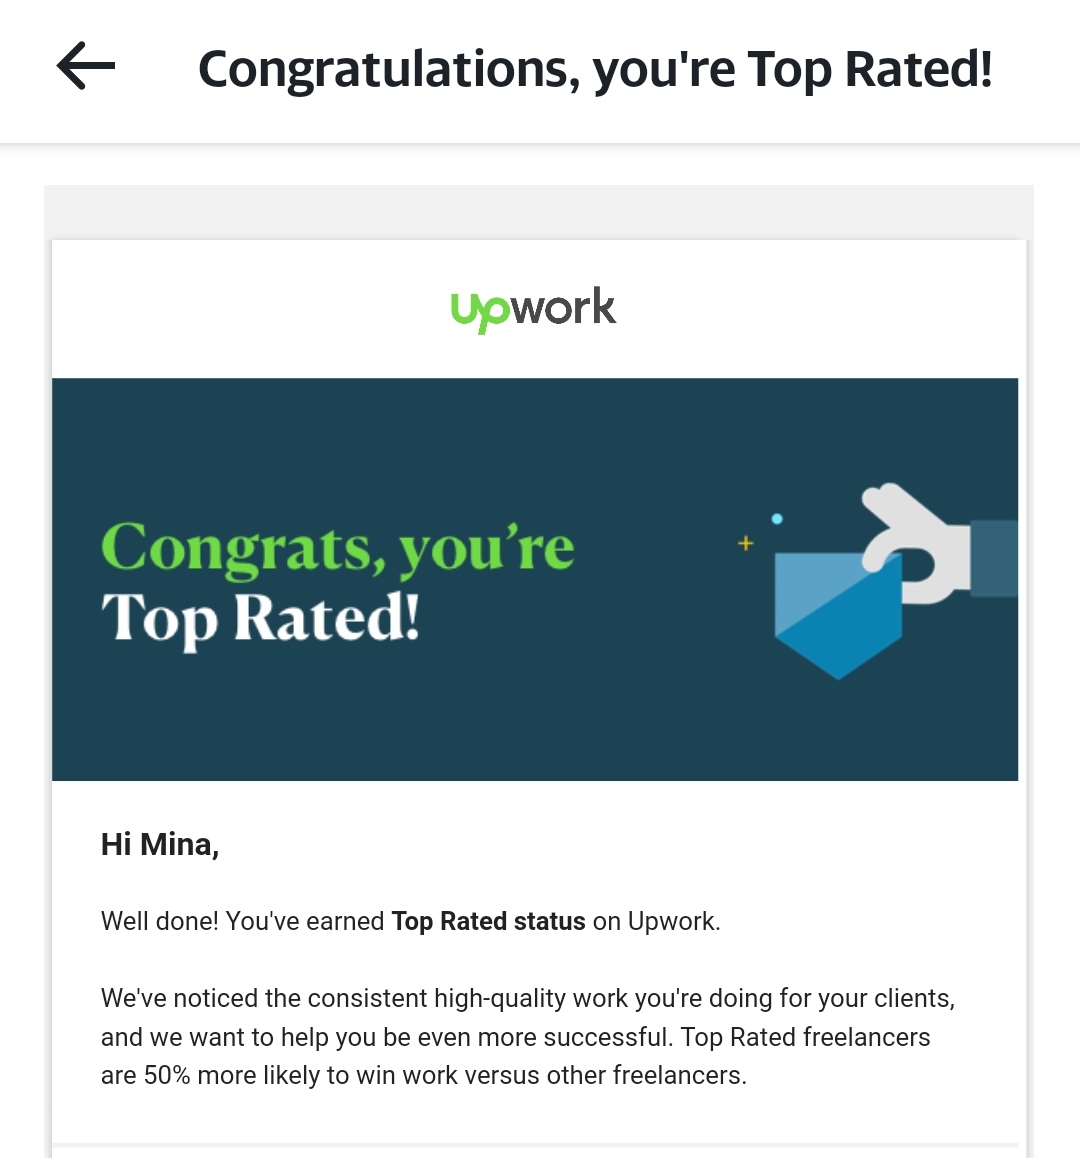 Congratulations, you're Top Rated!
upwork
Congrats, you’re
Top Rated!
Hi Mina,
Well done! You've earned Top Rated status on Upwork.
We've noticed the consistent high-quality work you're doing for your clients,
and we want to help you be even more successful. Top Rated freelancers
are 50% more likely to win work versus other freelancers.